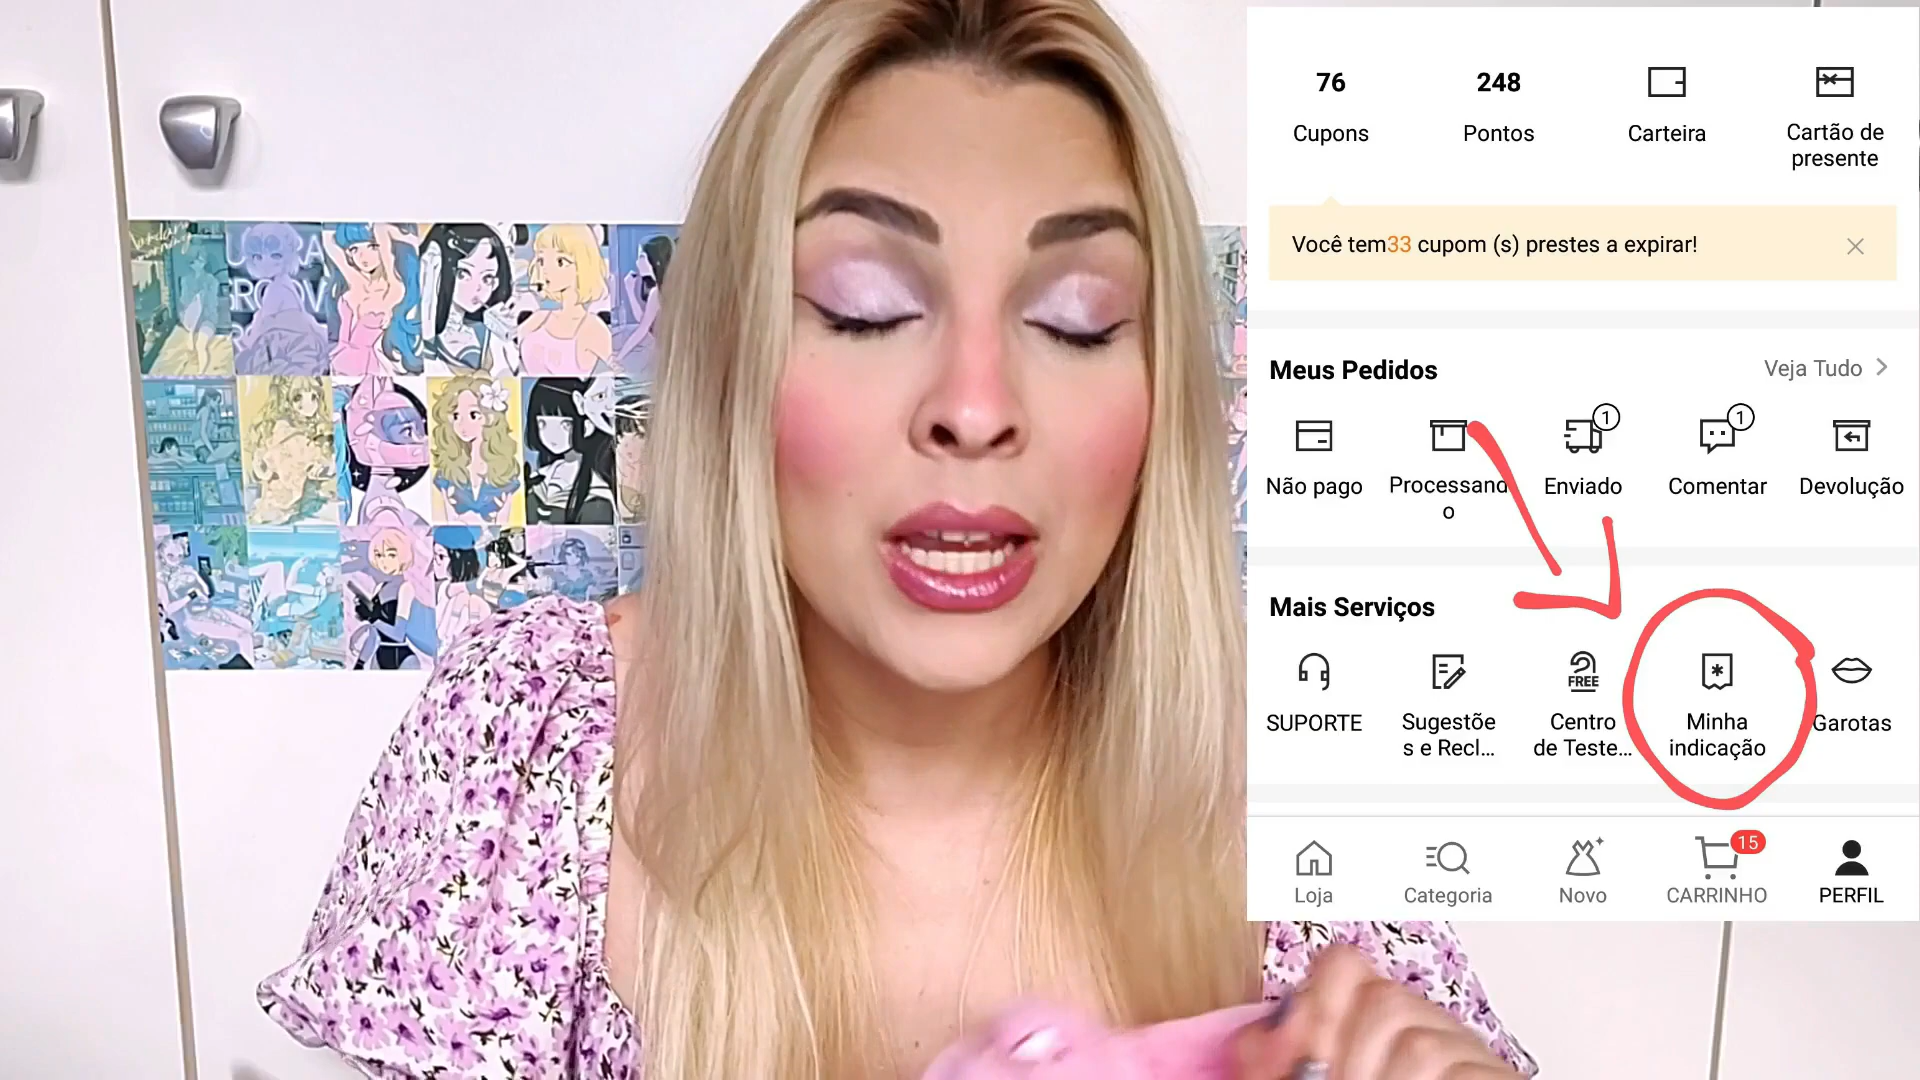 76
248
Cupons
Pontos
Carteira
Cartão de
presente
Você tem33 cupom (s) prestes a expirar!
Meus Pedidos
Veja Tudo
1
1
Não pago
Processand
o
Enviado
Comentar
Devolução
Mais Serviços
FREE
SUPORTE
Sugestõe
s e Recl...
Centro
de Teste...
Minha
indicação
Garotas
15
Loja
Categoria
Novo
CARRINHO
PERFIL